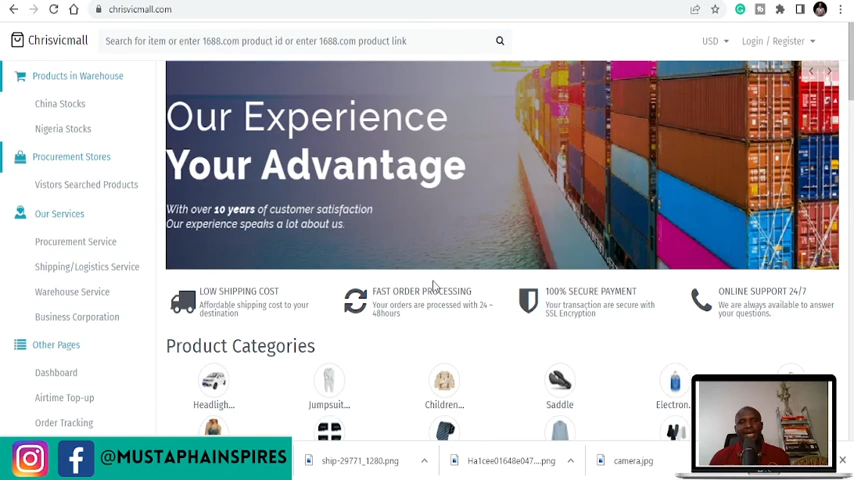 chrisvicmall.com
Chrisvicmall
Search for item or enter 1688.com product id or enter 1688.com product link
USD
Login / Register
Products in Warehouse
China Stocks
Nigeria Stocks
Procurement Stores
Vistors Searched Products
Our Services
Procurement Service
Shipping/Logistics Service
Warehouse Service
Business Corporation
Other Pages
Dashboard
Airtime Top-up
Order Tracking
Our Experience
Your Advantage
With over 10 years of customer satisfaction
Our experience speaks a lot about us.
LOW SHIPPING COST
Affordable shipping cost to your
destination
FAST ORDER PROCESSING
Your orders are processed with 24 -
48hours
100% SECURE PAYMENT
Your transaction are secure with
SSL Encryption
ONLINE SUPPORT 24/7
We are always available to answer
your questions.
Product Categories
Headligh...
Jumpsuit...
Children...
Saddle
Electron...
@MUSTAPHAINSPIRES
ship-29771_1280.png
Ha1cee01648e047....png
camera.jpg